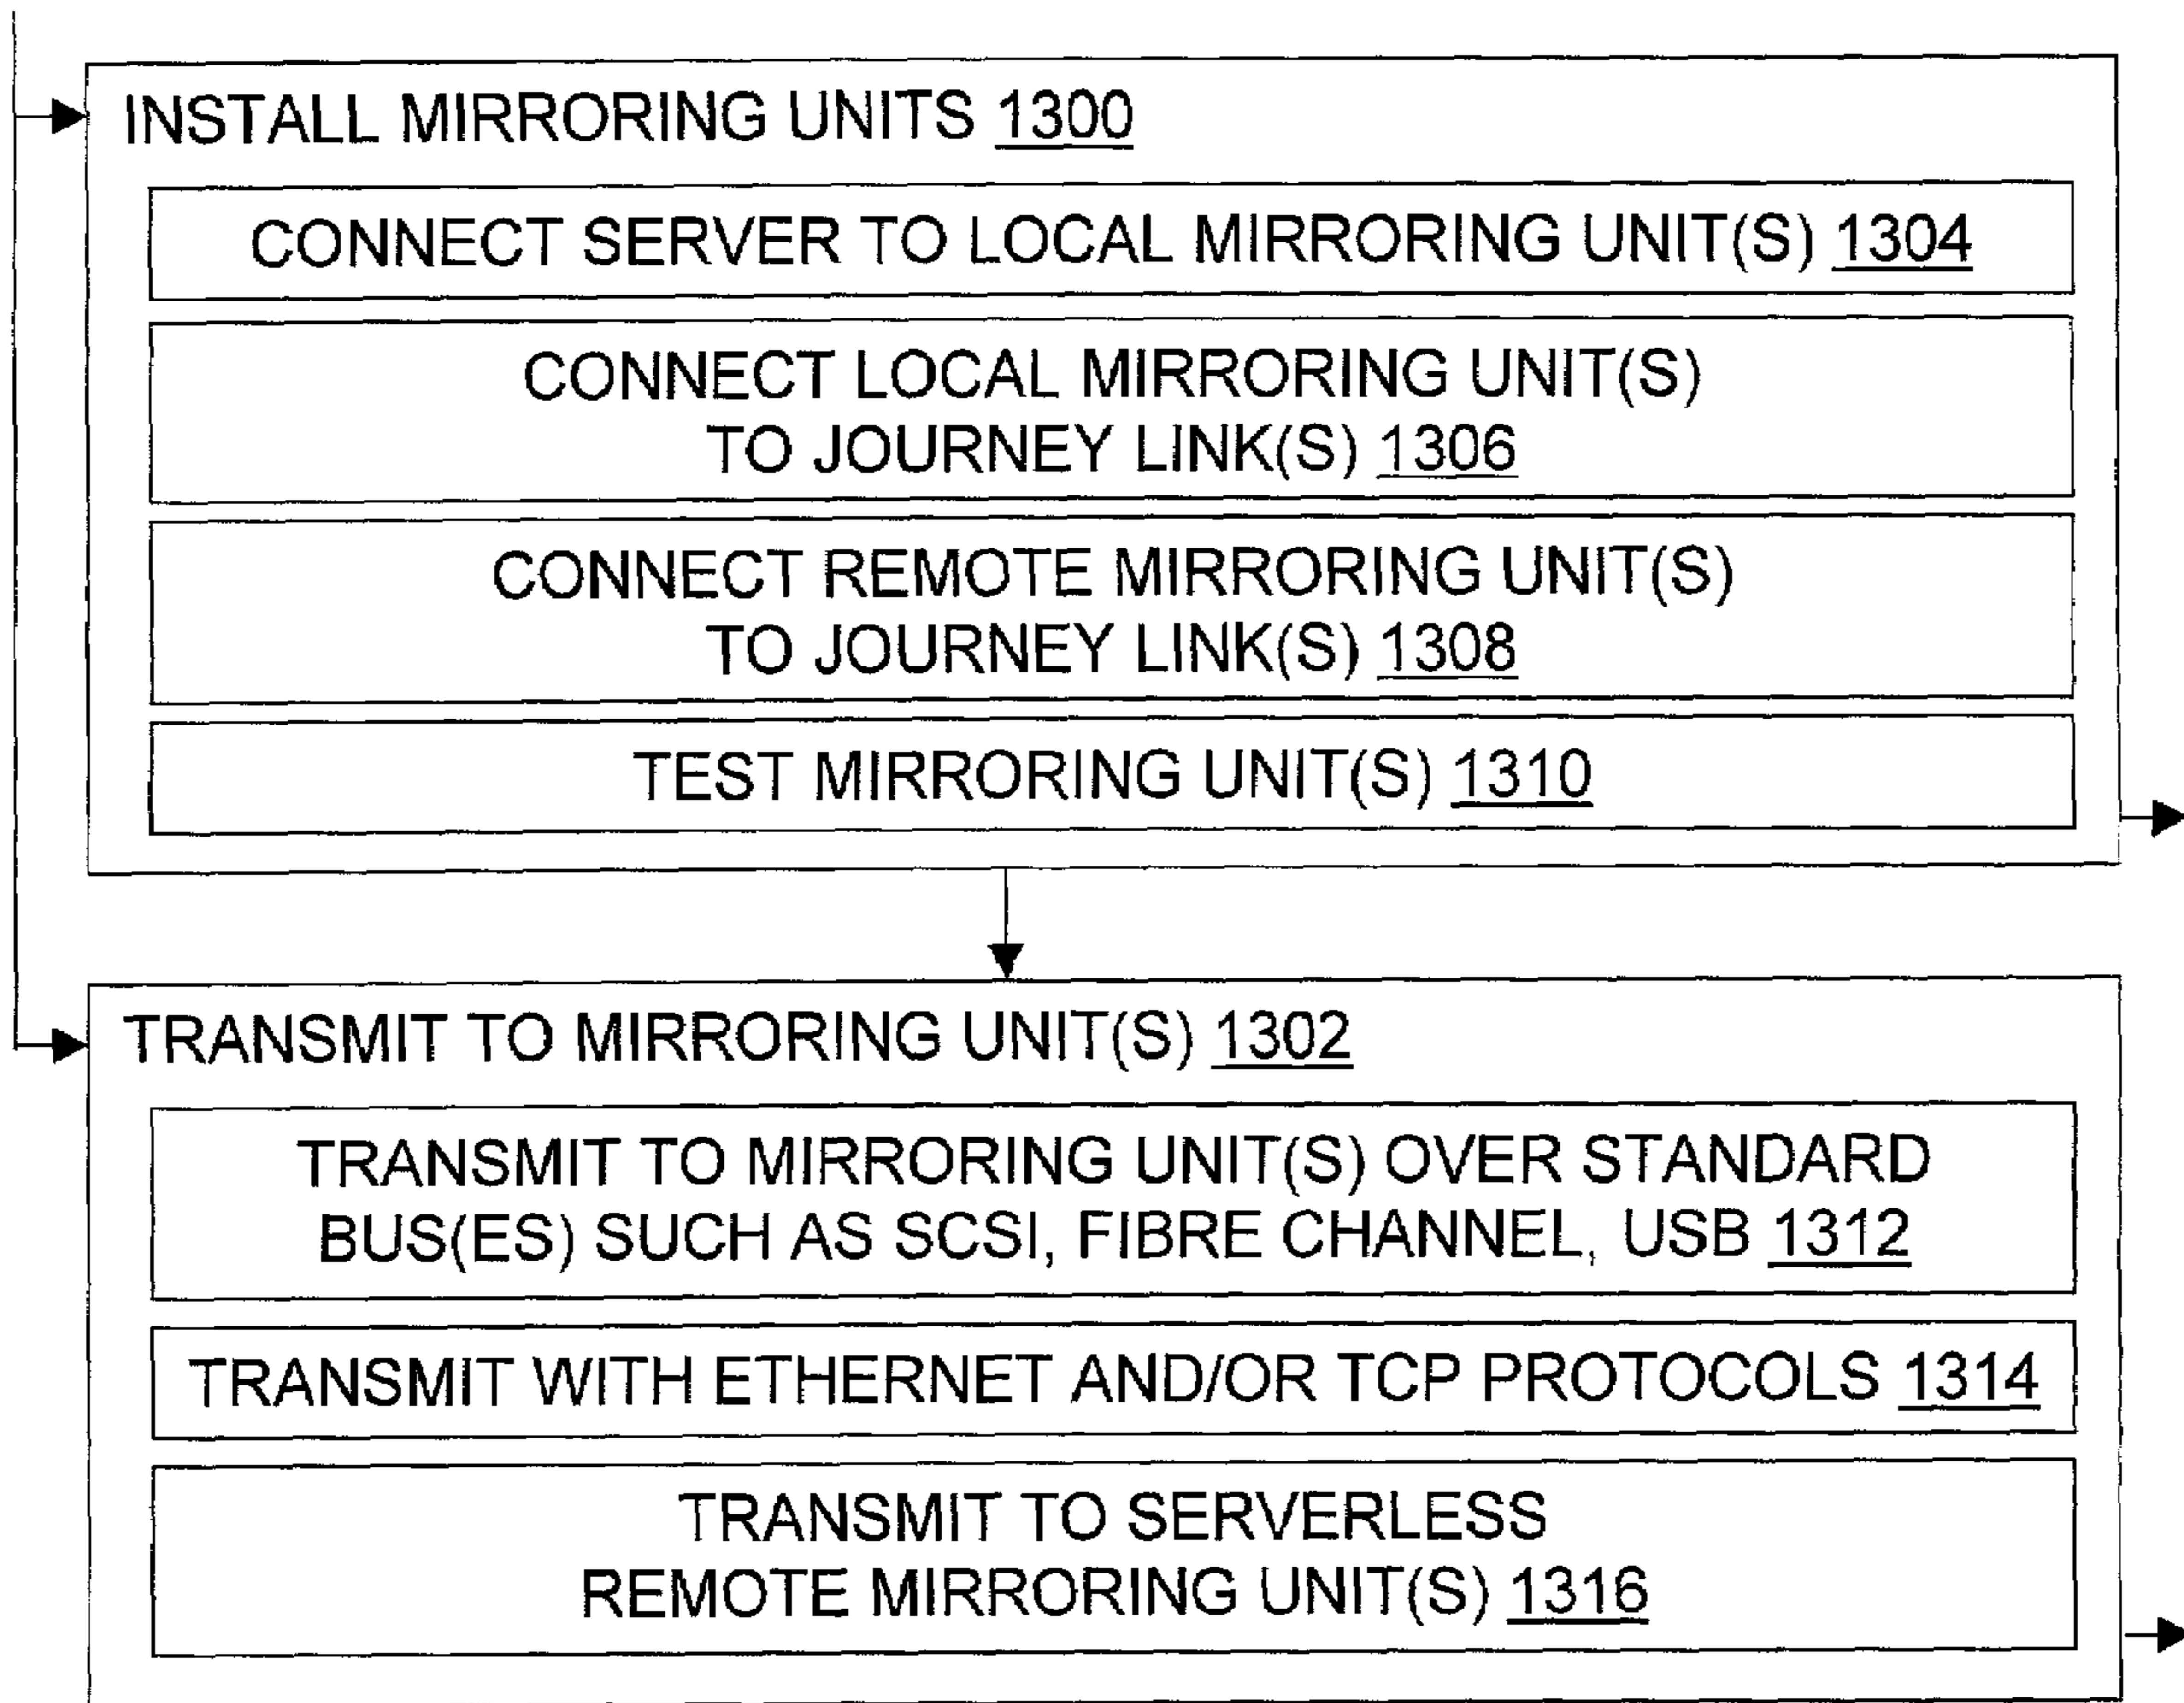 INSTALL MIRRORING UNITS 1300
CONNECT SERVER TO LOCAL MIRRORING UNIT(S) 1304
CONNECT LOCAL MIRRORING UNIT(S)
TO JOURNEY LINK(S) 1306
CONNECT REMOTE MIRRORING UNIT(S)
TO JOURNEY LINK(S) 1308
TEST MIRRORING UNIT(S) 1310
TRANSMIT TO MIRRORING UNIT(S) 1302
TRANSMIT TO MIRRORING UNIT(S) OVER STANDARD
BUS(ES) SUCH AS SCSI, FIBRE CHANNEL, USB 1312
TRANSMIT WITH ETHERNET AND/OR TCP PROTOCOLS 1314
TRANSMIT TO SERVERLESS
REMOTE MIRRORING UNIT(S) 1316